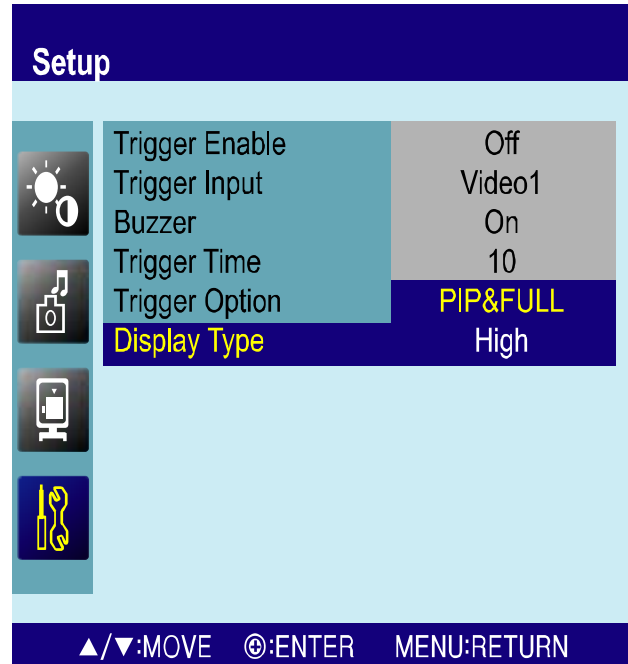 Setup
Trigger Enable Off
Trigger Input Video1
Buzzer On
Trigger Time 10
Trigger Option PIP&FULL
Display Type High
▲/▼:MOVE ⊕:ENTER MENU:RETURN